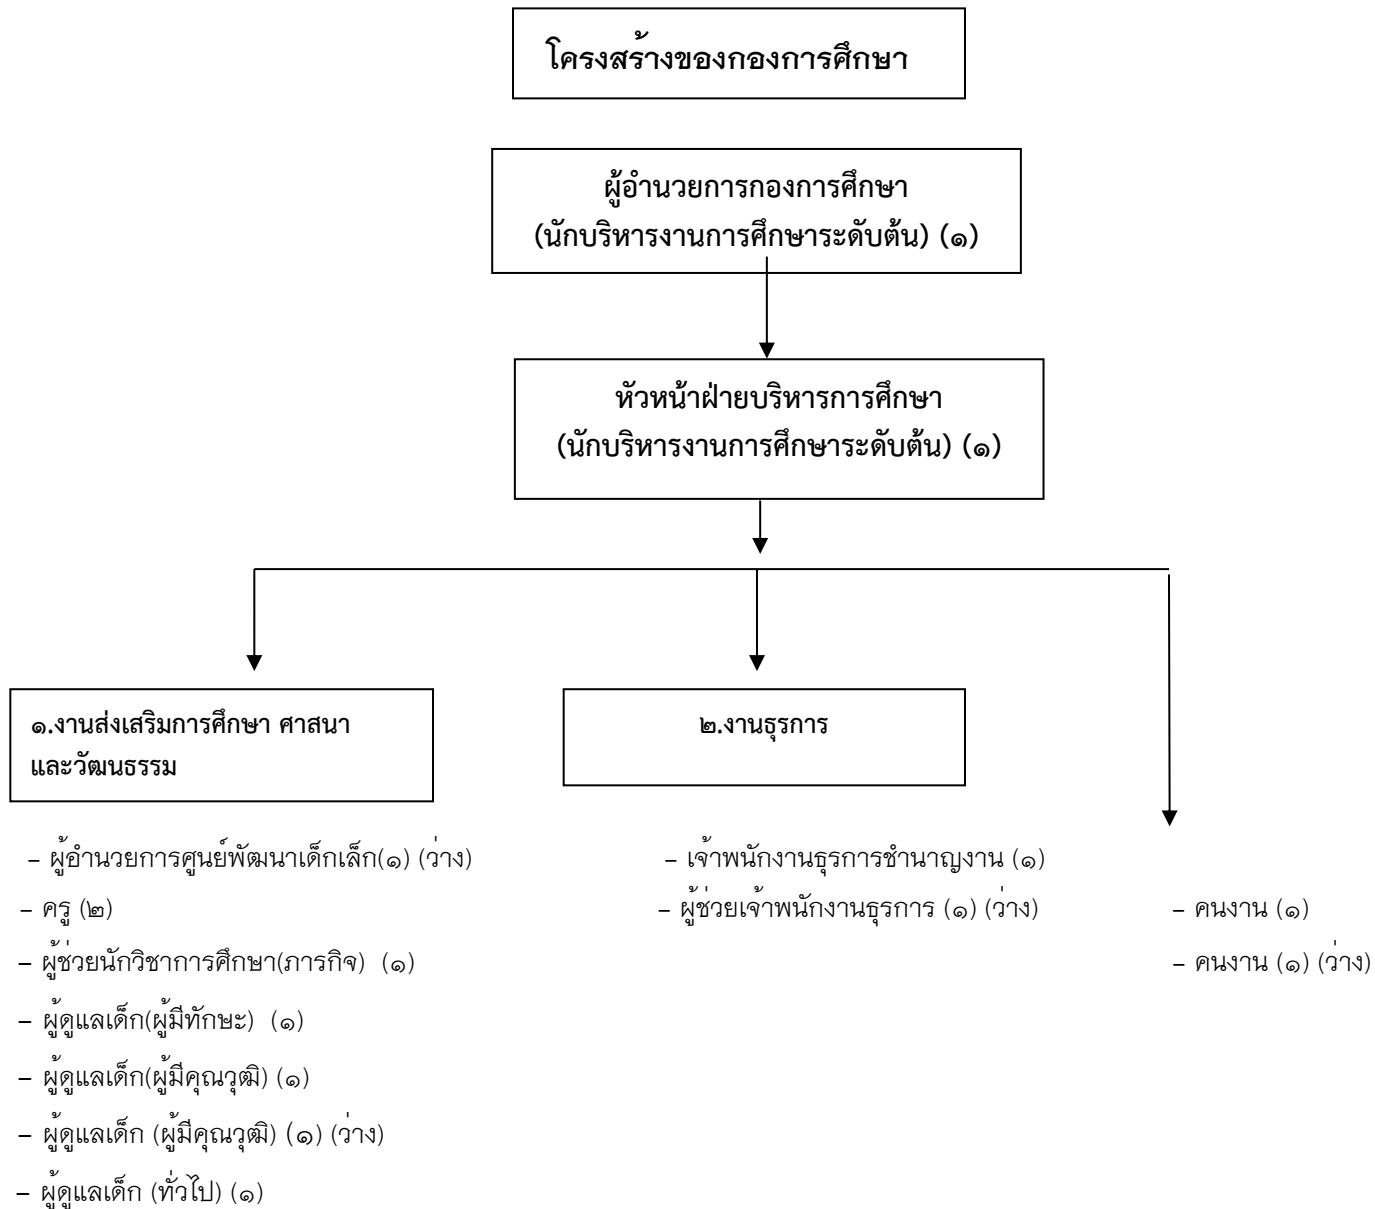 โครงสร้างของกองการศึกษา
ผู้อำนวยการกองการศึกษา
(นักบริหารงานการศึกษาระดับต้น) (๑)
หัวหน้าฝ่ายบริหารการศึกษา
(นักบริหารงานการศึกษาระดับต้น) (๑)
๑.งานส่งเสริมการศึกษา ศาสนา
และวัฒนธรรม
– ผู้อำนวยการศูนย์พัฒนาเด็กเล็ก(๑) (ว่าง)
– ครู (๒)
– ผู้ช่วยนักวิชาการศึกษา(ภารกิจ) (๑)
– ผู้ดูแลเด็ก(ผู้มีทักษะ) (๑)
– ผู้ดูแลเด็ก(ผู้มีคุณวุฒิ) (๑)
– ผู้ดูแลเด็ก (ผู้มีคุณวุฒิ) (๑) (ว่าง)
– ผู้ดูแลเด็ก (ทั่วไป) (๑)
๒.งานธุรการ
– เจ้าพนักงานธุรการชำนาญงาน (๑)
– ผู้ช่วยเจ้าพนักงานธุรการ (๑) (ว่าง)
– คนงาน (๑)
– คนงาน (๑) (ว่าง)